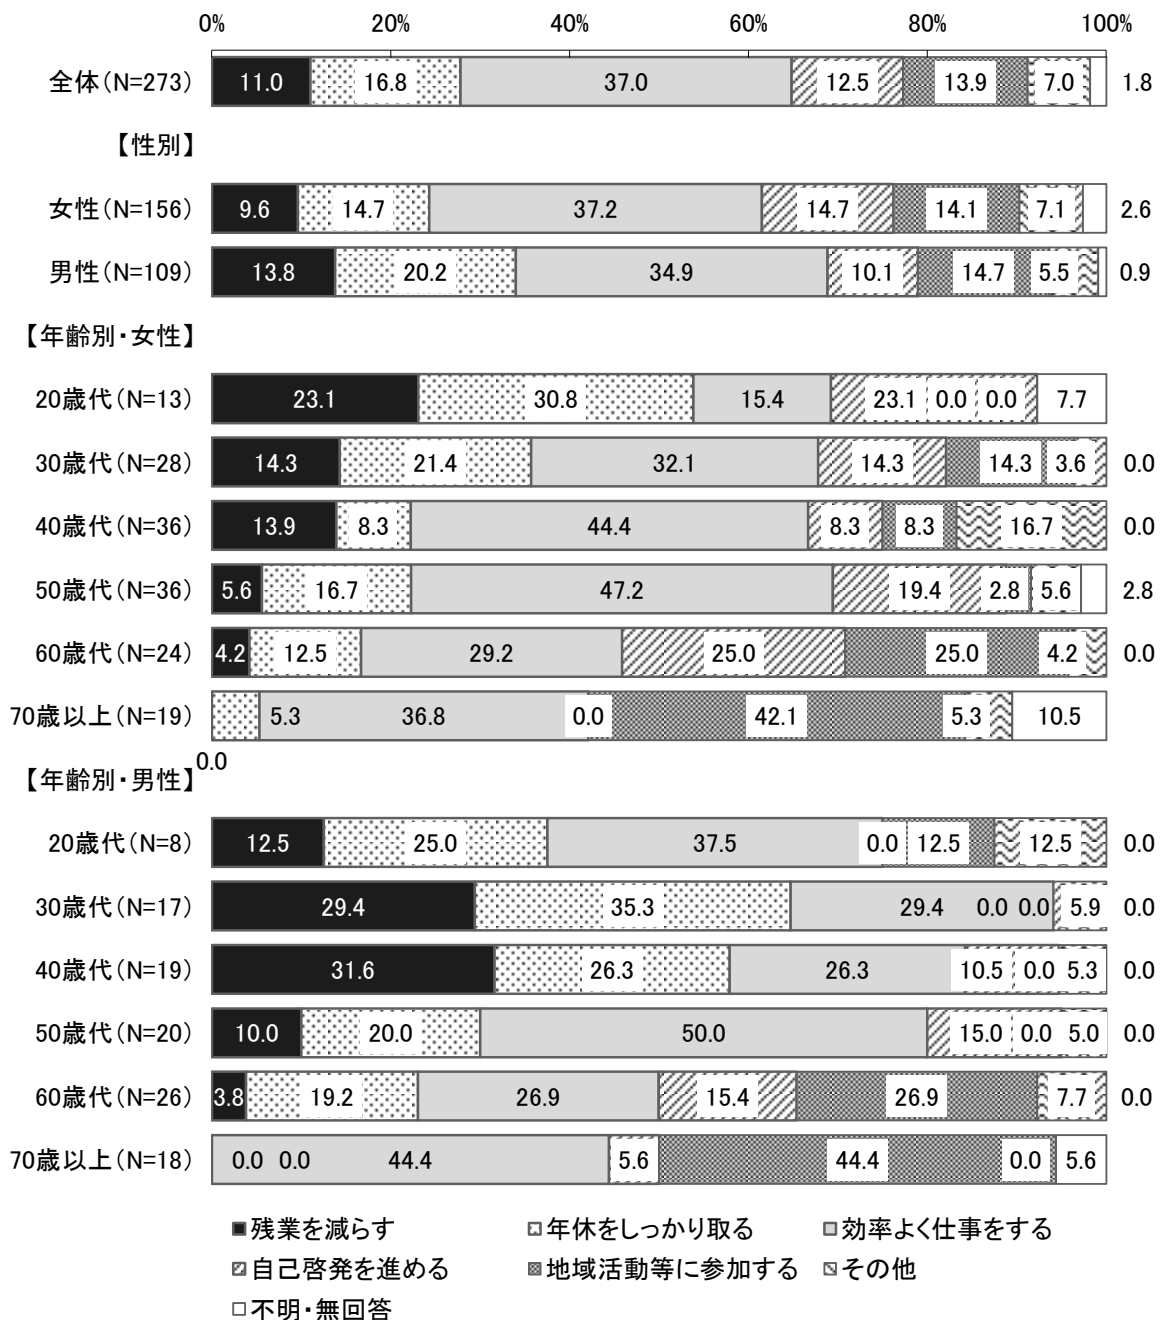 0% 20% 40% 60% 80% 100%
全体(N=273) 11.0 16.8 37.0 12.5 13.9 7.0 1.8
【性別】
女性(N=156) 9.6 14.7 37.2 14.7 14.1 7.1 2.6
男性(N=109) 13.8 20.2 34.9 10.1 14.7 5.5 0.9
【年齢別・女性】
20歳代(N=13) 23.1 30.8 15.4 23.1 0.0 0.0 7.7
30歳代(N=28) 14.3 21.4 32.1 14.3 14.3 3.6 0.0
40歳代(N=36) 13.9 8.3 44.4 8.3 8.3 16.7 0.0
50歳代(N=36) 5.6 16.7 47.2 19.4 2.8 5.6 2.8
60歳代(N=24) 4.2 12.5 29.2 25.0 25.0 4.2 0.0
70歳以上(N=19) 5.3 36.8 0.0 42.1 5.3 10.5
0.0
【年齢別・男性】
20歳代(N=8) 12.5 25.0 37.5 0.0 12.5 12.5 0.0
30歳代(N=17) 29.4 35.3 29.4 0.0 0.0 5.9 0.0
40歳代(N=19) 31.6 26.3 26.3 10.5 0.0 5.3 0.0
50歳代(N=20) 10.0 20.0 50.0 15.0 0.0 5.0 0.0
60歳代(N=26) 3.8 19.2 26.9 15.4 26.9 7.7 0.0
70歳以上(N=18) 0.0 0.0 44.4 5.6 44.4 0.0 5.6
残業を減らす 年休をしっかり取る 効率よく仕事をする
自己啓発を進める 地域活動等に参加する その他
不明・無回答